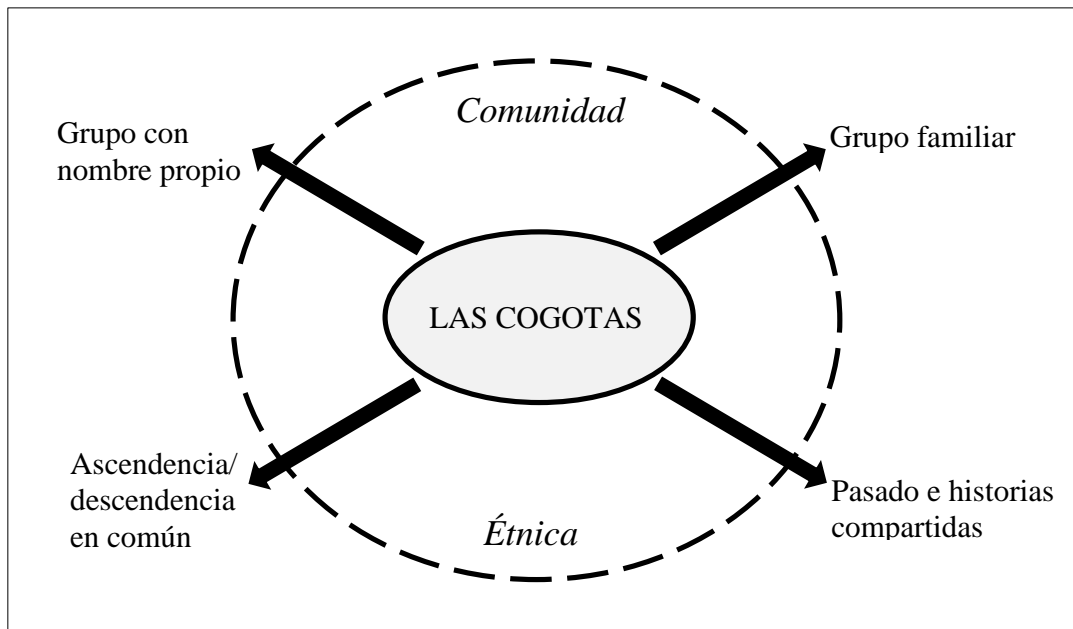 Comunidad
Grupo con
nombre propio
Grupo familiar
LAS COGOTAS
Ascendencia/
descendencia
en común
Pasado e historias
compartidas
Étnica